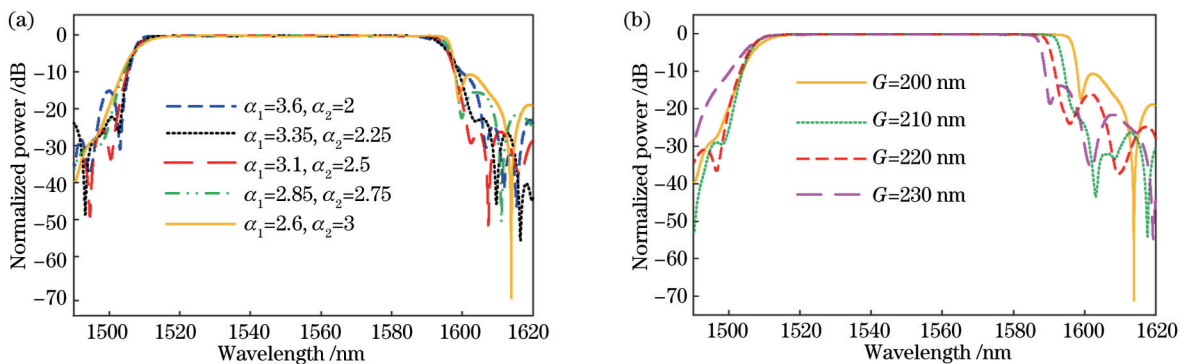 (a)
Normalized power /dB
0
−10
−20
−30
−40
−50
−60
−70
α₁=3.6, α₂=2
α₁=3.35, α₂=2.25
α₁=3.1, α₂=2.5
α₁=2.85, α₂=2.75
α₁=2.6, α₂=3
1500 1520 1540 1560 1580 1600 1620
Wavelength /nm
(b)
Normalized power /dB
0
−10
−20
−30
−40
−50
−60
−70
G=200 nm
G=210 nm
G=220 nm
G=230 nm
1500 1520 1540 1560 1580 1600 1620
Wavelength /nm